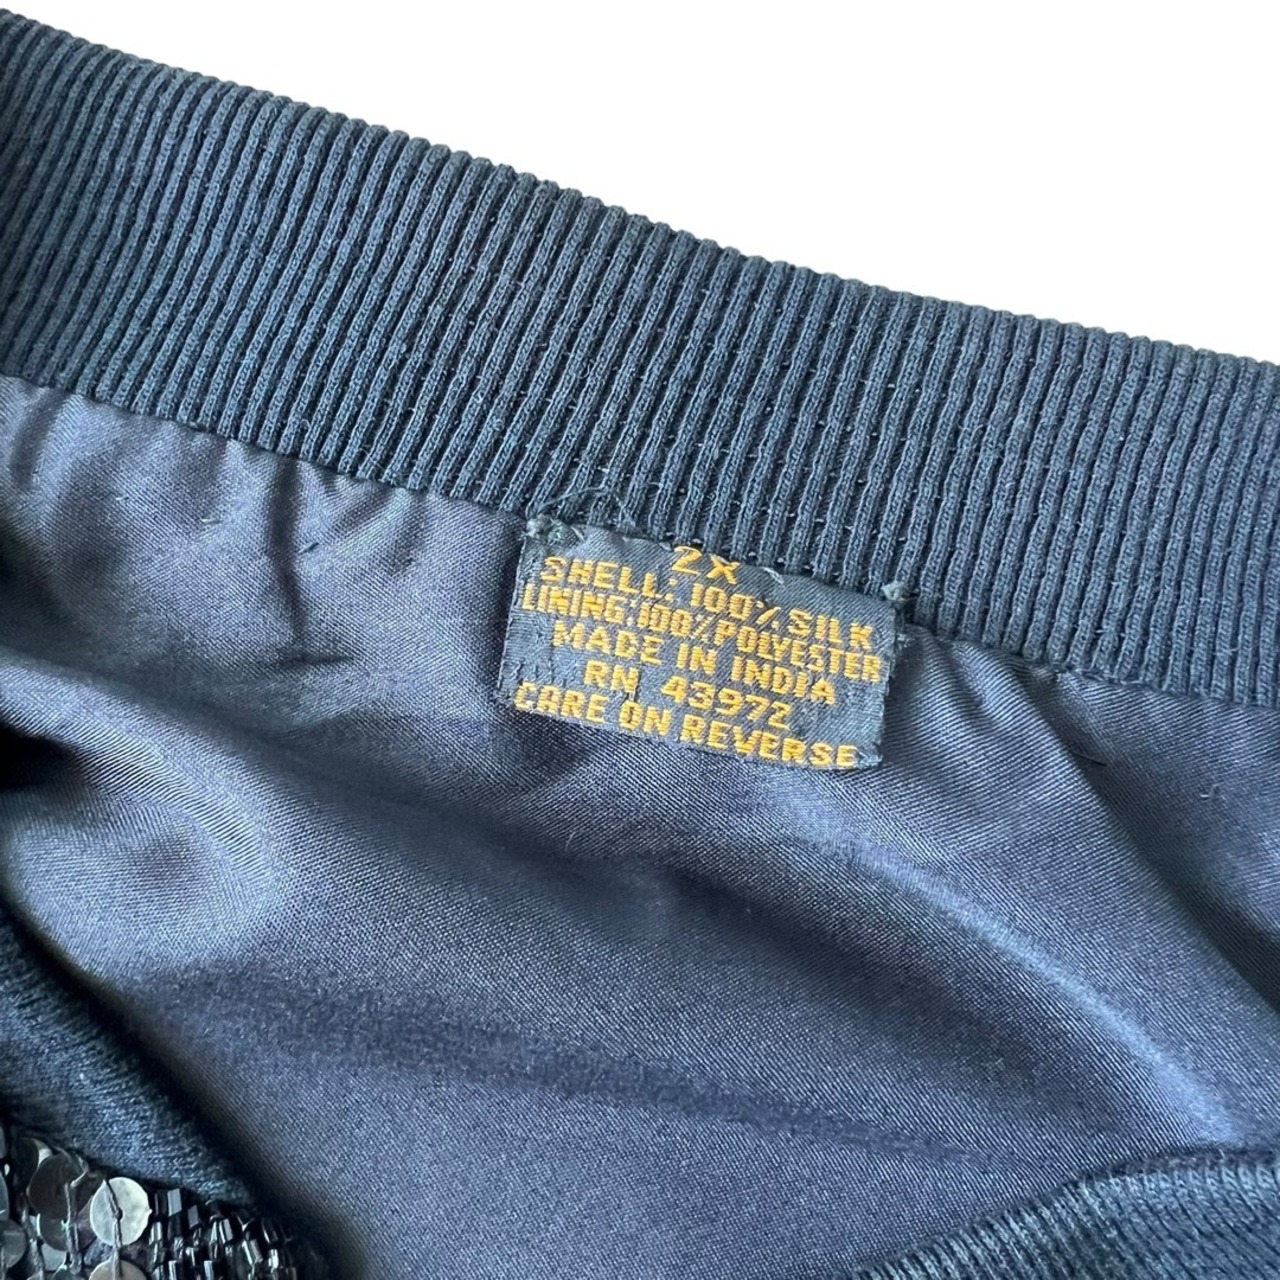 2X
SHELL: 100% SILK
LINING:100% POLYESTER
MADE IN INDIA
RN 43972
CARE ON REVERSE